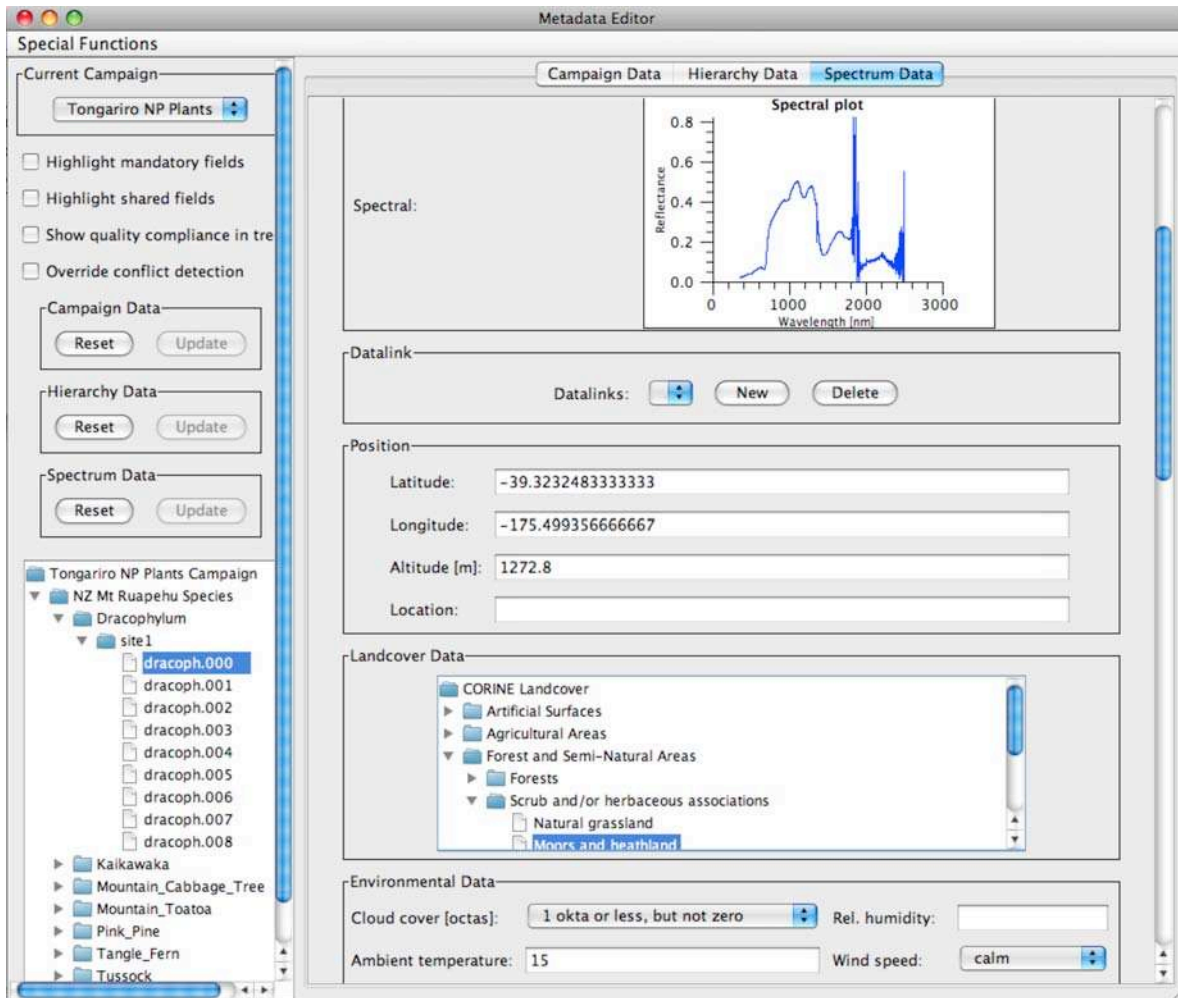 Metadata Editor
Special Functions
Current Campaign
Tongariro NP Plants
Highlight mandatory fields
Highlight shared fields
Show quality compliance in tre
Override conflict detection
Campaign Data
Reset Update
Hierarchy Data
Reset Update
Spectrum Data
Reset Update
Tongariro NP Plants Campaign
NZ Mt Ruapehu Species
Dracophylum
site1
dracoph.000
dracoph.001
dracoph.002
dracoph.003
dracoph.004
dracoph.005
dracoph.006
dracoph.007
dracoph.008
Kaikawaka
Mountain_Cabbage_Tree
Mountain_Toatoa
Pink_Pine
Tangle_Fern
Tussock
Campaign Data Hierarchy Data Spectrum Data
Spectral:
Spectral plot
Reflectance
0.8
0.6
0.4
0.2
0.0
0 1000 2000 3000
Wavelength [nm]
Datalink
Datalinks: New Delete
Position
Latitude: -39.3232483333333
Longitude: -175.499356666667
Altitude [m]: 1272.8
Location:
Landcover Data
CORINE Landcover
Artificial Surfaces
Agricultural Areas
Forest and Semi-Natural Areas
Forests
Scrub and/or herbaceous associations
Natural grassland
Moors and heathland
Environmental Data
Cloud cover [octas]: 1 okta or less, but not zero Rel. humidity:
Ambient temperature: 15 Wind speed: calm